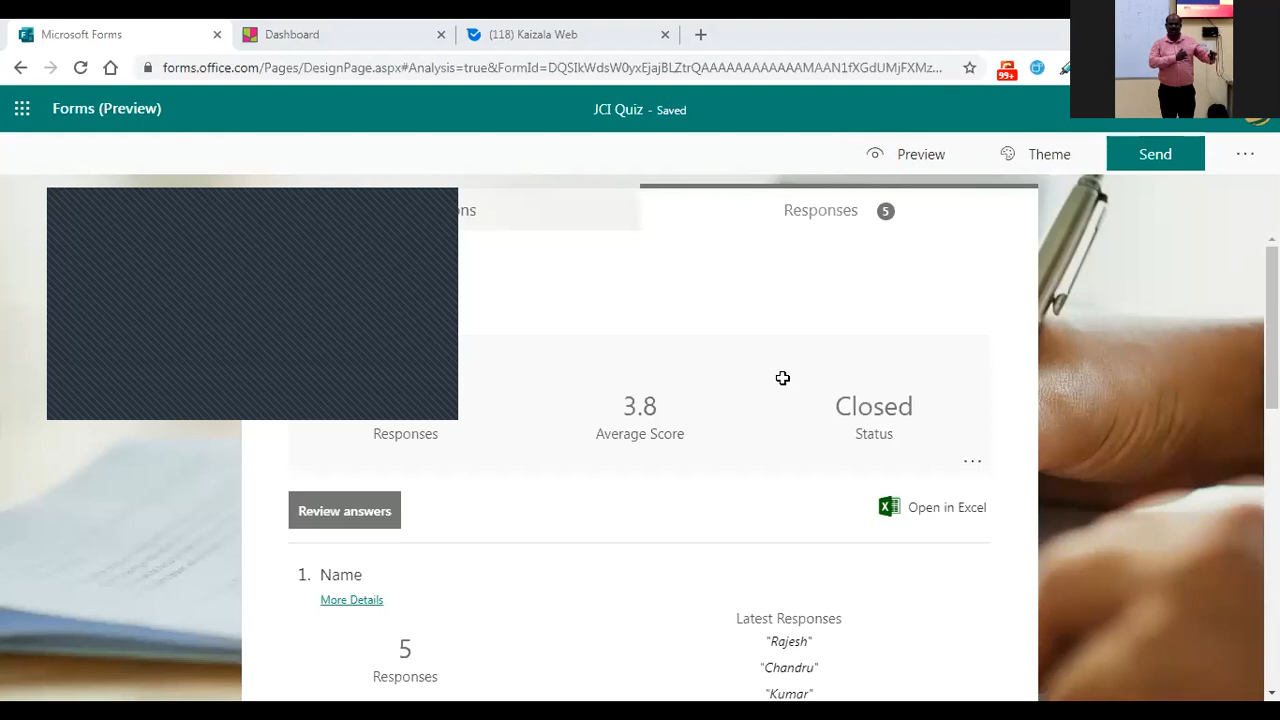 Microsoft Forms
Dashboard
(118) Kaizala Web
forms.office.com/Pages/DesignPage.aspx#Analysis=true&FormId=DQSIkWdsW0yxEjajBLZtrQAAAAAAAAAAAAMAAN1fXGdUMjFXMz...
99+
Forms (Preview)
JCI Quiz - Saved
Preview
Theme
Send
ons
Responses 5
3.8
Closed
Responses
Average Score
Status
Review answers
Open in Excel
1. Name
More Details
5
Responses
Latest Responses
"Rajesh"
"Chandru"
"Kumar"